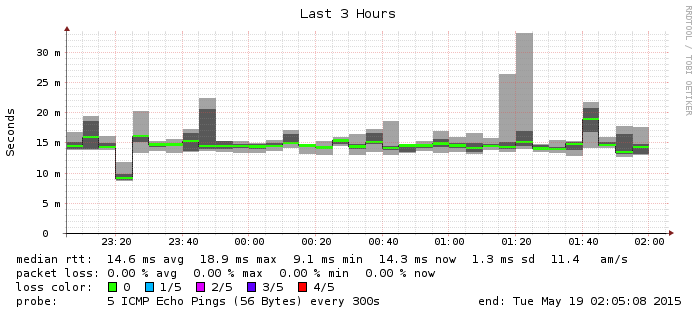 Last 3 Hours
RRDTOOL / TOBI OETIKER
Seconds
30 m
25 m
20 m
15 m
10 m
5 m
0
23:20 23:40 00:00 00:20 00:40 01:00 01:20 01:40 02:00
median rtt: 14.6 ms avg 18.9 ms max 9.1 ms min 14.3 ms now 1.3 ms sd 11.4 am/s
packet loss: 0.00 % avg 0.00 % max 0.00 % min 0.00 % now
loss color: 0 1/5 2/5 3/5 4/5
probe: 5 ICMP Echo Pings (56 Bytes) every 300s end: Tue May 19 02:05:08 2015